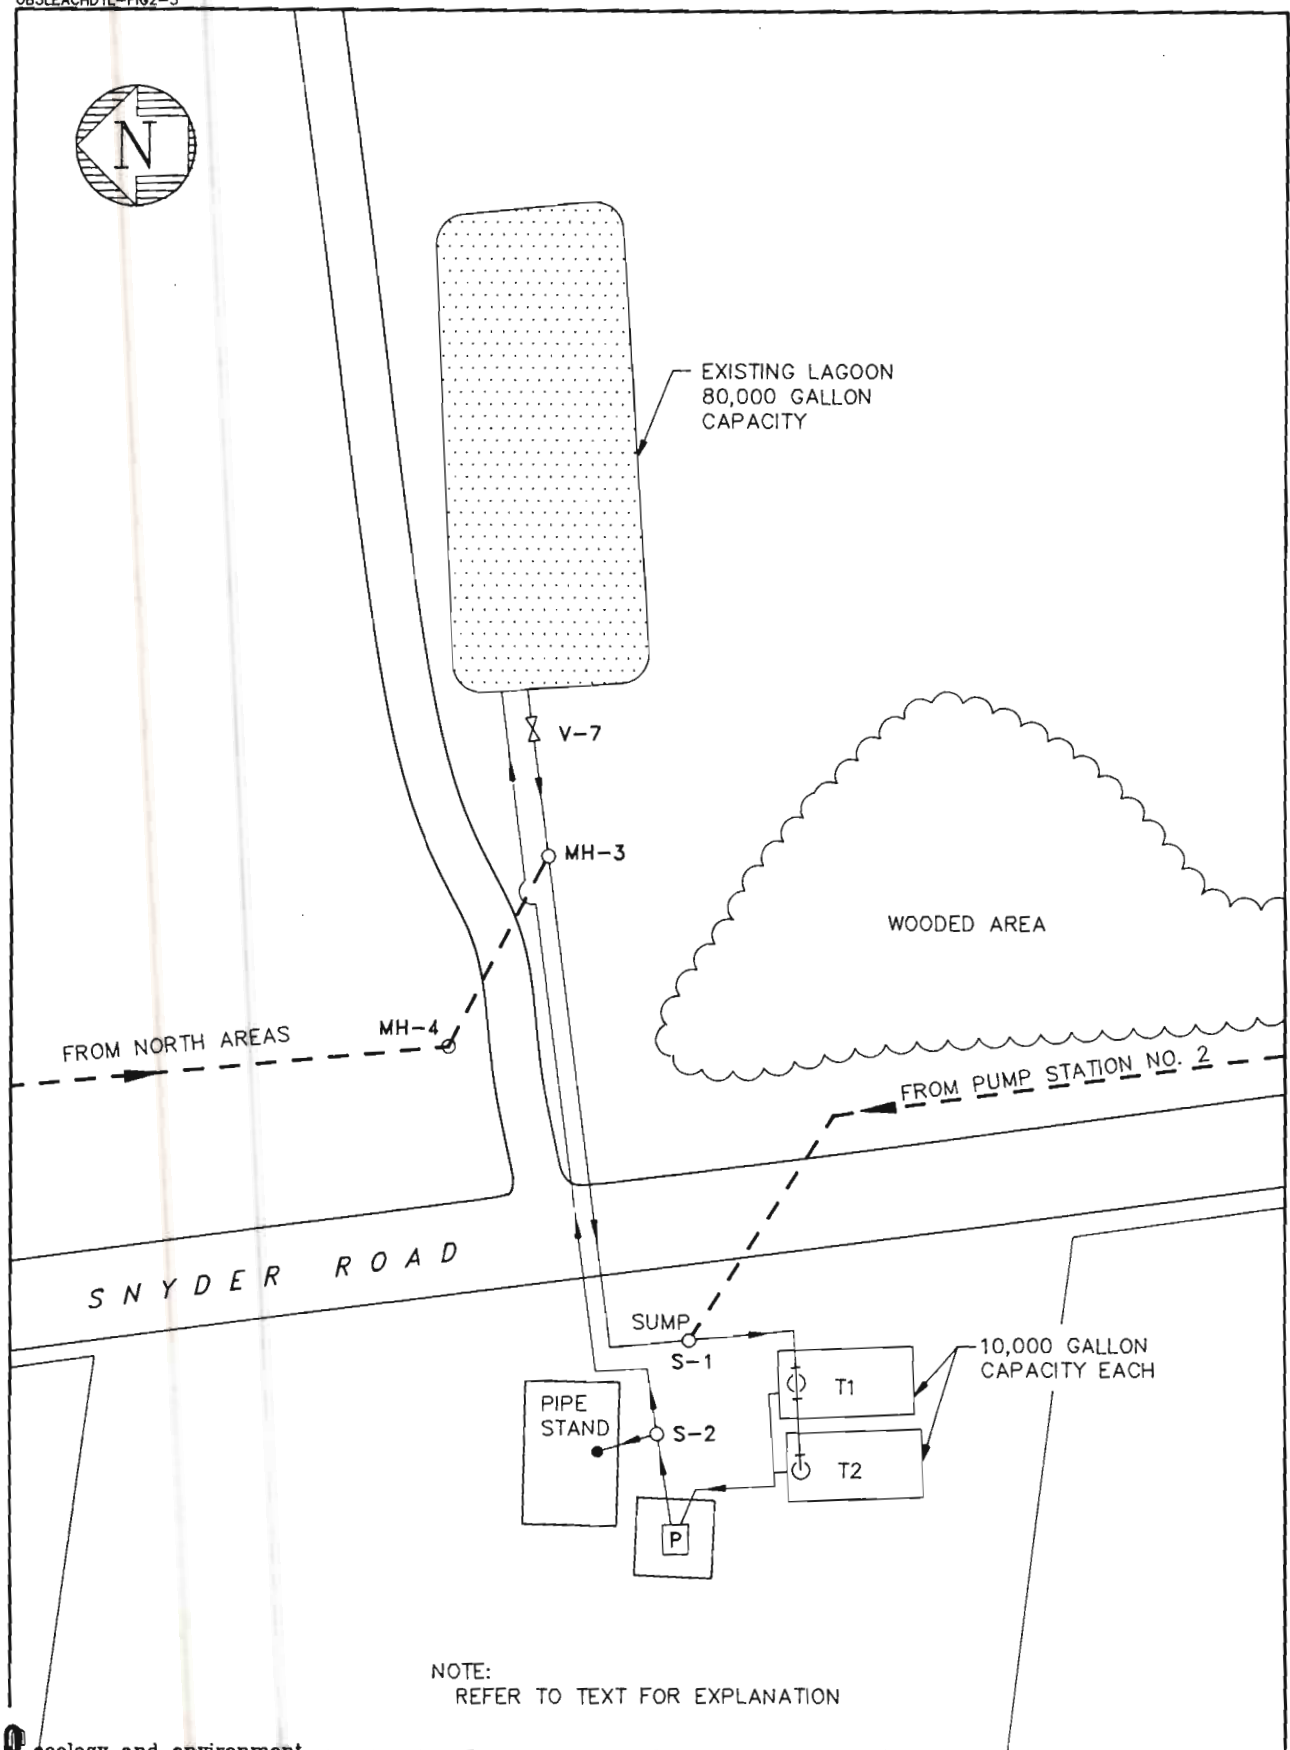 N
EXISTING LAGOON
80,000 GALLON
CAPACITY
V-7
MH-3
WOODED AREA
MH-4
FROM NORTH AREAS
FROM PUMP STATION NO. 2
SNYDER ROAD
SUMP
S-1
10,000 GALLON
CAPACITY EACH
T1
PIPE
STAND
S-2
T2
P
NOTE:
REFER TO TEXT FOR EXPLANATION
ecology and environment